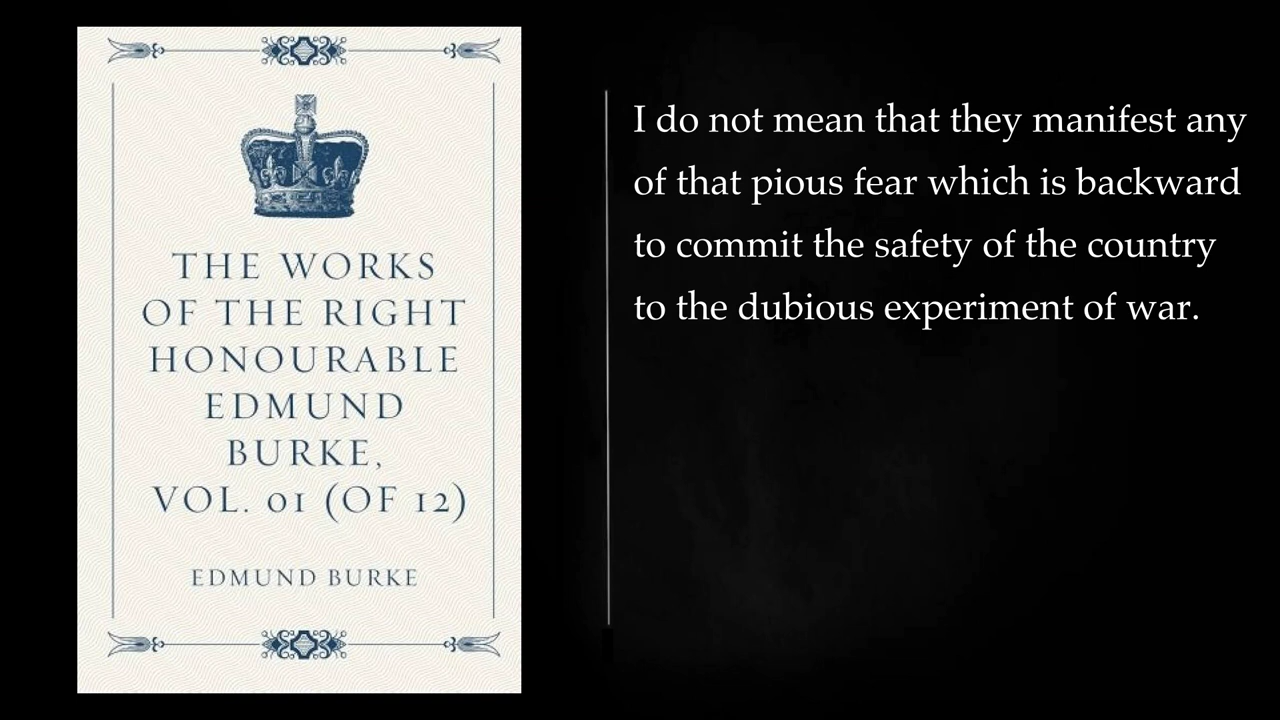 THE WORKS
OF THE RIGHT
HONOURABLE
EDMUND
BURKE,
VOL. 01 (OF 12)
EDMUND BURKE
I do not mean that they manifest any
of that pious fear which is backward
to commit the safety of the country
to the dubious experiment of war.